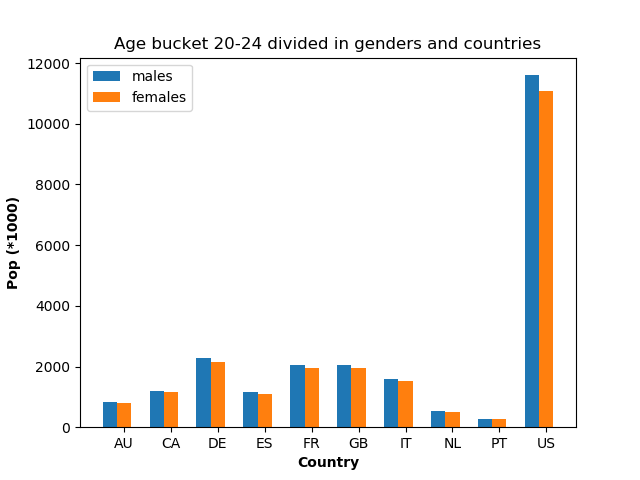 Age bucket 20-24 divided in genders and countries
12000
10000
8000
6000
4000
2000
0
Pop (*1000)
males
females
AU CA DE ES FR GB IT NL PT US
Country